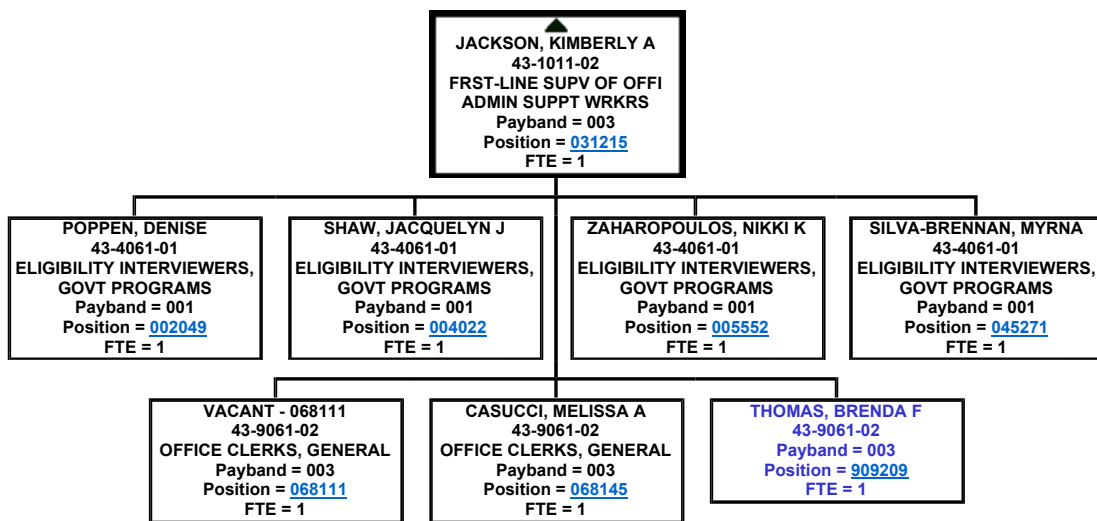 JACKSON, KIMBERLY A
43-1011-02
FRST-LINE SUPV OF OFFI
ADMIN SUPPT WRKRS
Payband = 003
Position = 031215
FTE = 1
POPPEN, DENISE
43-4061-01
ELIGIBILITY INTERVIEWERS,
GOVT PROGRAMS
Payband = 001
Position = 002049
FTE = 1
SHAW, JACQUELYN J
43-4061-01
ELIGIBILITY INTERVIEWERS,
GOVT PROGRAMS
Payband = 001
Position = 004022
FTE = 1
ZAHAROPOULOS, NIKKI K
43-4061-01
ELIGIBILITY INTERVIEWERS,
GOVT PROGRAMS
Payband = 001
Position = 005552
FTE = 1
SILVA-BRENNAN, MYRNA
43-4061-01
ELIGIBILITY INTERVIEWERS,
GOVT PROGRAMS
Payband = 001
Position = 045271
FTE = 1
VACANT - 068111
43-9061-02
OFFICE CLERKS, GENERAL
Payband = 003
Position = 068111
FTE = 1
CASUCCI, MELISSA A
43-9061-02
OFFICE CLERKS, GENERAL
Payband = 003
Position = 068145
FTE = 1
THOMAS, BRENDA F
43-9061-02
Payband = 003
Position = 909209
FTE = 1